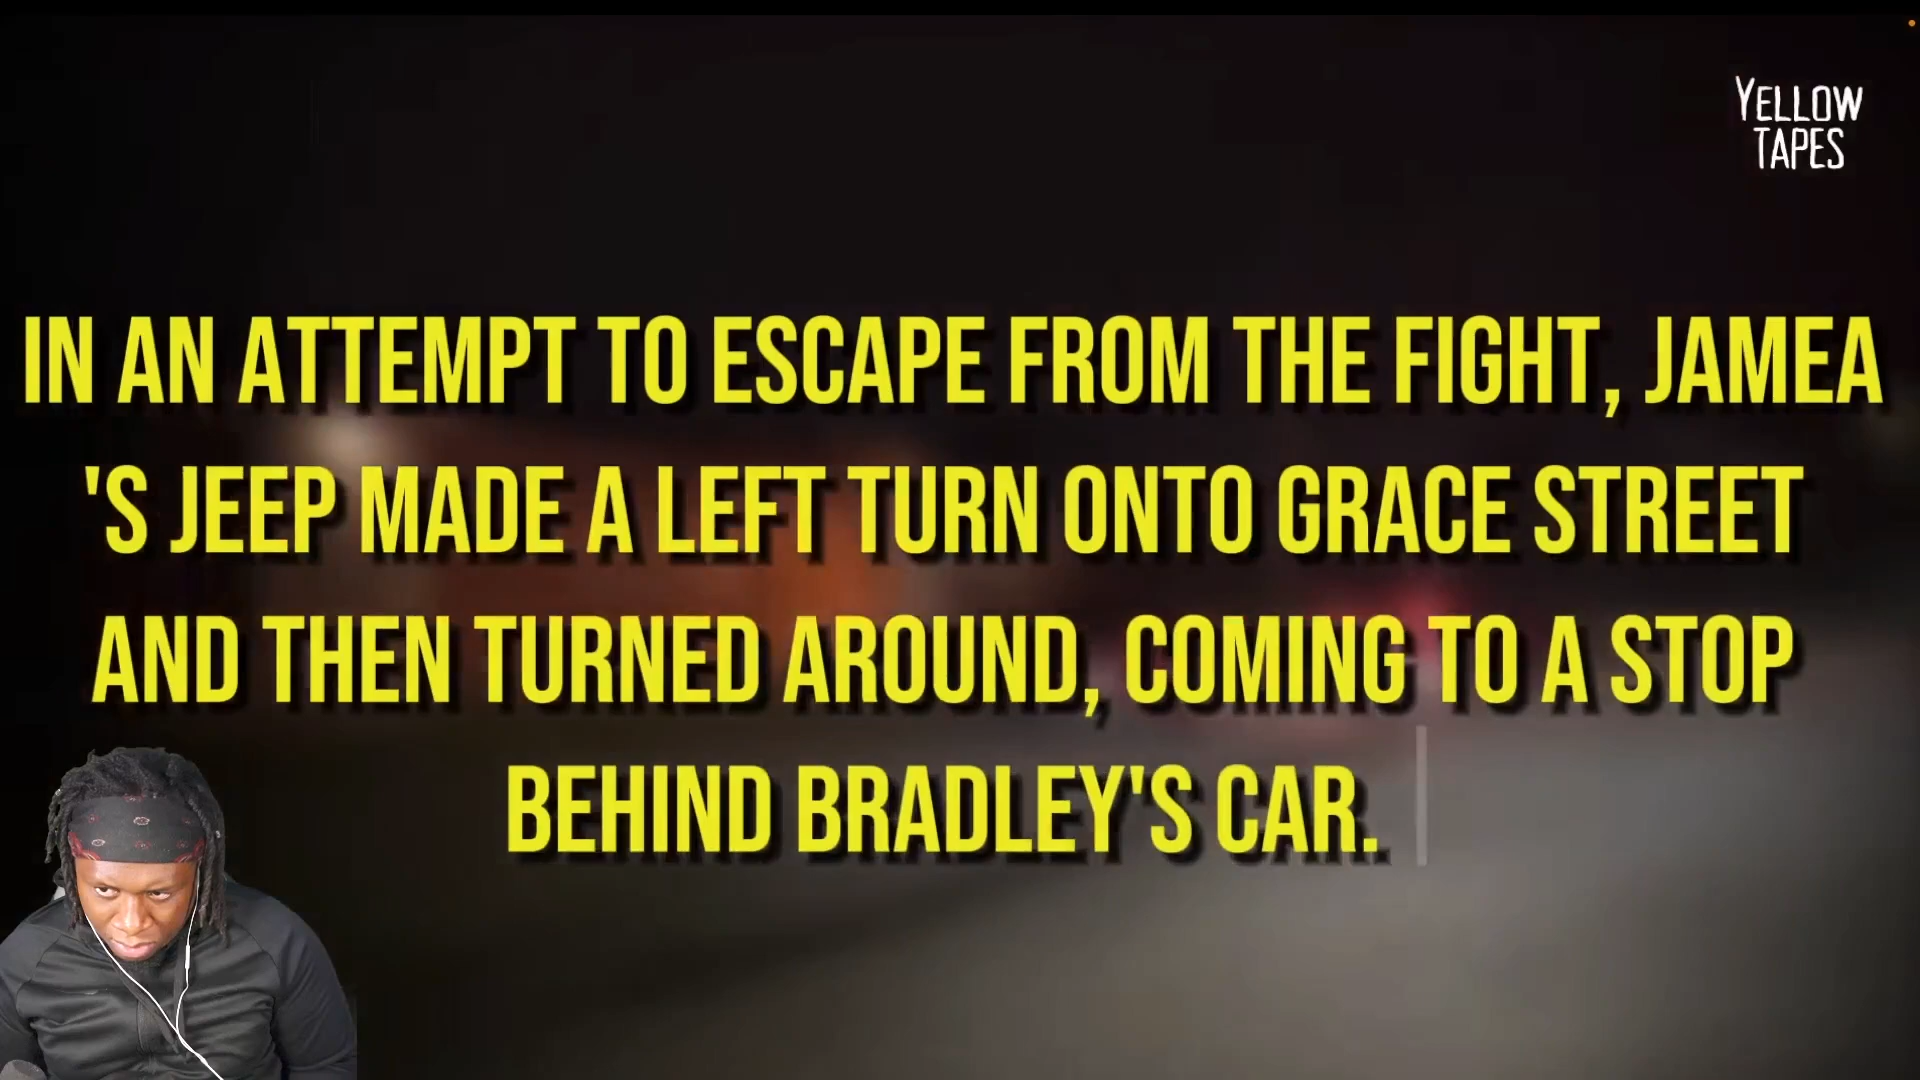 YELLOW
TAPES
IN AN ATTEMPT TO ESCAPE FROM THE FIGHT, JAMEA
'S JEEP MADE A LEFT TURN ONTO GRACE STREET
AND THEN TURNED AROUND, COMING TO A STOP
BEHIND BRADLEY'S CAR.